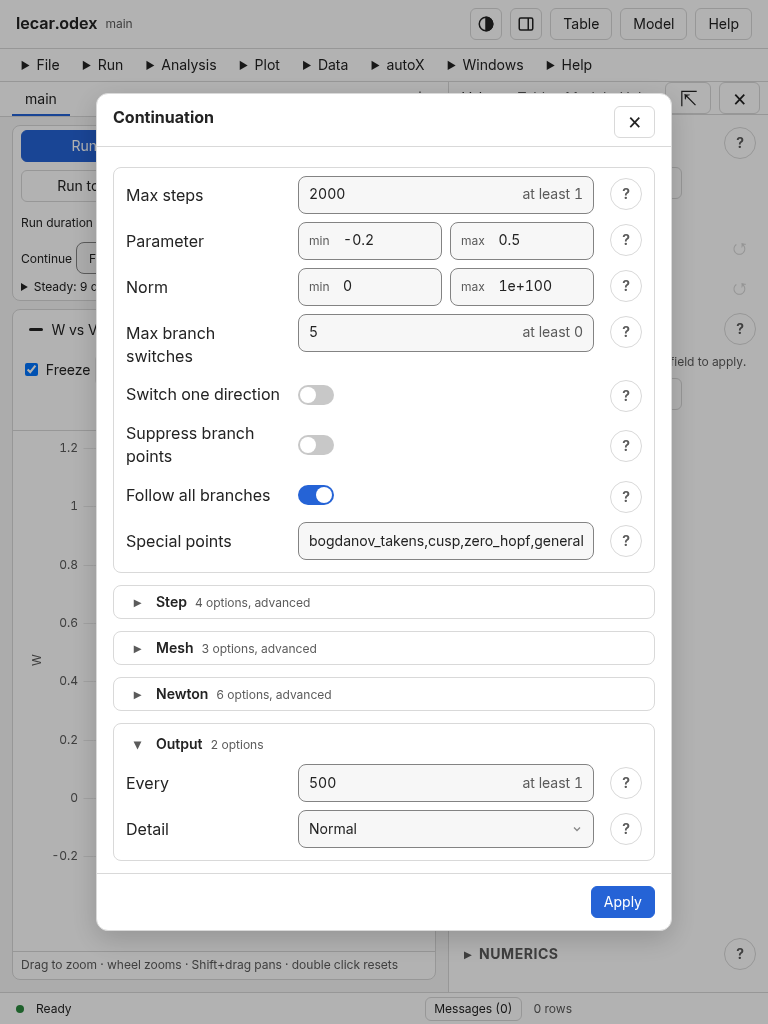 lecar.odex main Table Model Help
File Run Analysis Plot Data autoX Windows Help
main
Continuation
Run
Run to
Run duration
Continue F
Steady: 9 c
W vs V
Freeze
field to apply.
Max steps 2000 at least 1 ?
Parameter min -0.2 max 0.5 ?
Norm min 0 max 1e+100 ?
Max branch
switches
5 at least 0 ?
Switch one direction ?
Suppress branch
points
?
Follow all branches ?
Special points bogdanov_takens,cusp,zero_hopf,general ?
Step 4 options, advanced
Mesh 3 options, advanced
Newton 6 options, advanced
Output 2 options
Every 500 at least 1 ?
Detail Normal ?
Apply
1.2
1
0.8
0.6
W
0.4
0.2
0
-0.2
Drag to zoom · wheel zooms · Shift+drag pans · double click resets
?
?
NUMERICS ?
Ready Messages (0) 0 rows